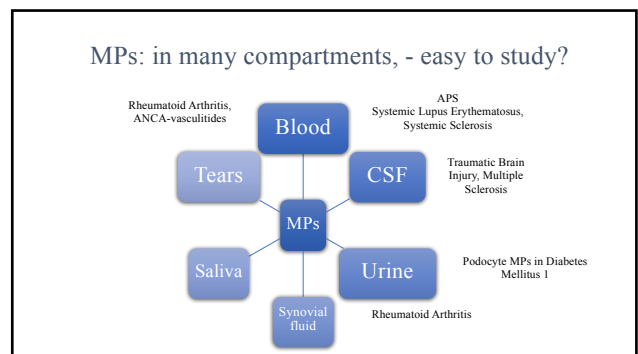 MPs: in many compartments, - easy to study?
Rheumatoid Arthritis,
ANCA-vasculitides
Blood
APS
Systemic Lupus Erythematosus,
Systemic Sclerosis
Tears
CSF
Traumatic Brain
Injury, Multiple
Sclerosis
MPs
Saliva
Urine
Podocyte MPs in Diabetes
Mellitus 1
Synovial
fluid
Rheumatoid Arthritis